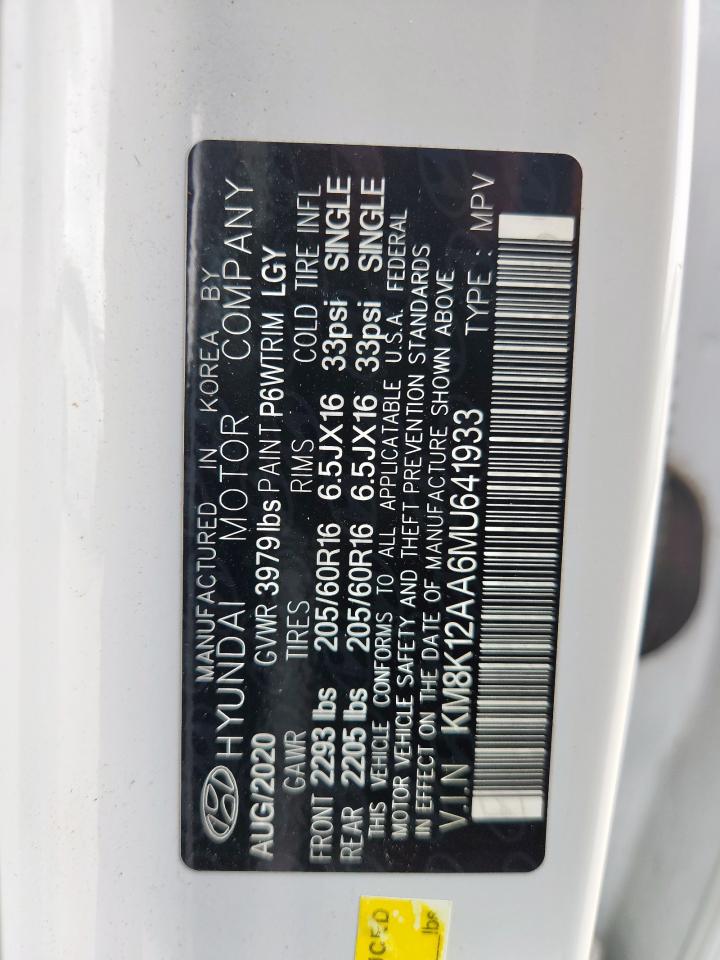 MANUFACTURED IN KOREA BY
HYUNDAI MOTOR COMPANY
AUG/2020 GVWR 3979lbs PAINT P6WTRIM LGY
GAWR TIRES RIMS COLD TIRE INFL
FRONT 2293 lbs 205/60R16 6.5JX16 33psi SINGLE
REAR 2205 lbs 205/60R16 6.5JX16 33psi SINGLE
THIS VEHICLE CONFORMS TO ALL APPLICATABLE U.S.A. FEDERAL
MOTOR VEHICLE SAFETY AND THEFT PREVENTION STANDARDS
IN EFFECT ON THE DATE OF MANUFACTURE SHOWN ABOVE
V.I.N KM8K12AA6MU641933 TYPE : MPV
lbs